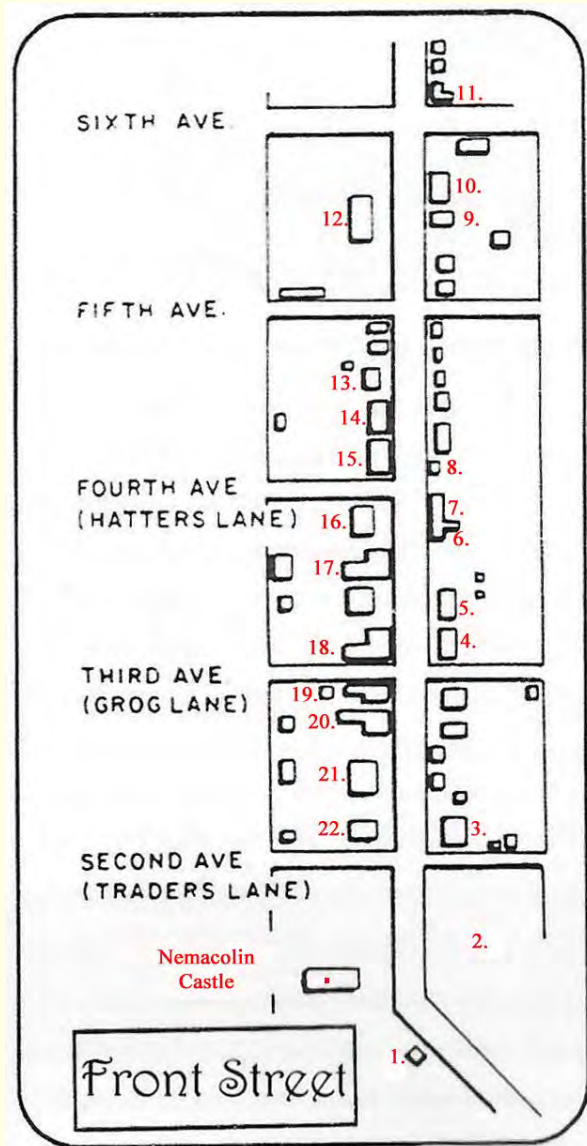 11.
SIXTH AVE.
10.
12.
9.
FIFTH AVE.
13.
14.
15.
8.
FOURTH AVE
(HATTERS LANE)
7.
16.
6.
17.
5.
18.
4.
THIRD AVE.
(GROG LANE)
19.
20.
21.
22.
3.
SECOND AVE
(TRADERS LANE)
2.
Nemacolin
Castle
1.
Front Street